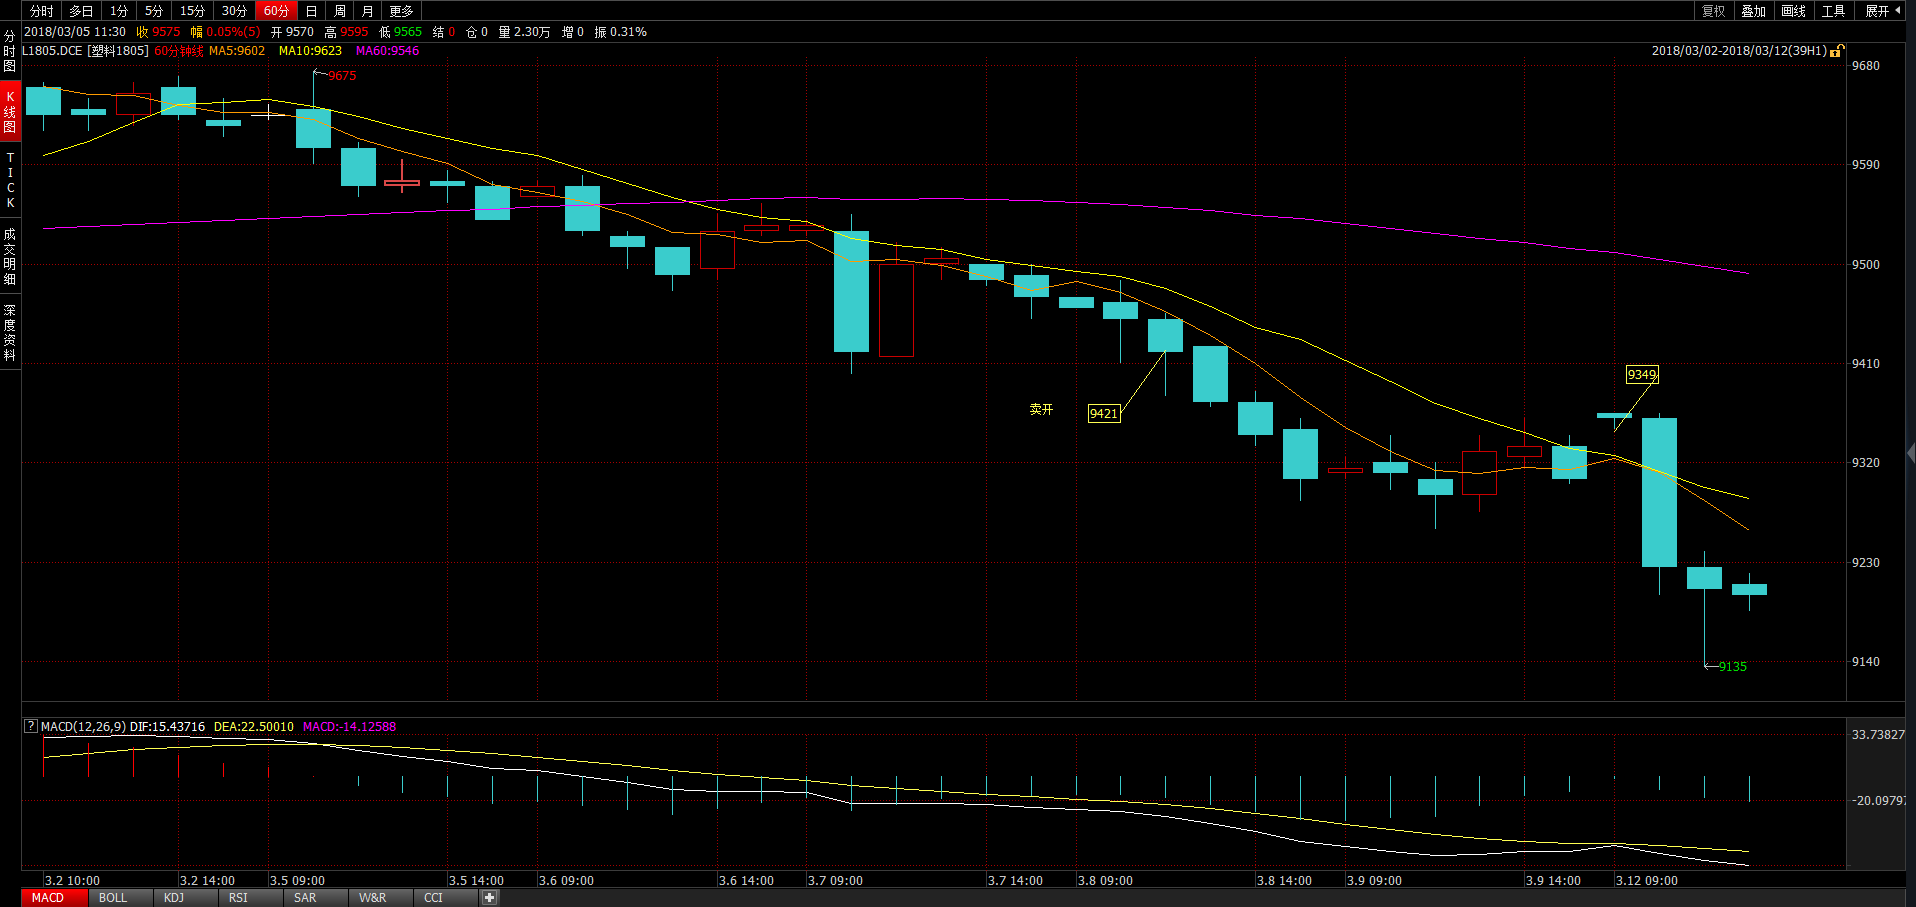 分时 多日 1分 5分 15分 30分 60分 日 周 月 更多 复权 叠加 画线 工具 展开
2018/03/05 11:30 收 9575 幅 0.05%(5) 开 9570 高 9595 低 9565 结 0 仓 0 量 2.30万 增 0 振 0.31%
L1805.DCE [塑料1805] 60分钟线 MA5:9602 MA10:9623 MA60:9546 2018/03/02-2018/03/12(39H1)
分时图
K线图
TICK
成交明细
深度资料
9680
9675
9590
9500
9410
9349
卖开 9421
9320
9230
9140
9135
? MACD(12,26,9) DIF:15.43716 DEA:22.50010 MACD:-14.12588
33.73827
-20.0979
3.2 10:00 3.2 14:00 3.5 09:00 3.5 14:00 3.6 09:00 3.6 14:00 3.7 09:00 3.7 14:00 3.8 09:00 3.8 14:00 3.9 09:00 3.9 14:00 3.12 09:00
MACD BOLL KDJ RSI SAR W&R CCI